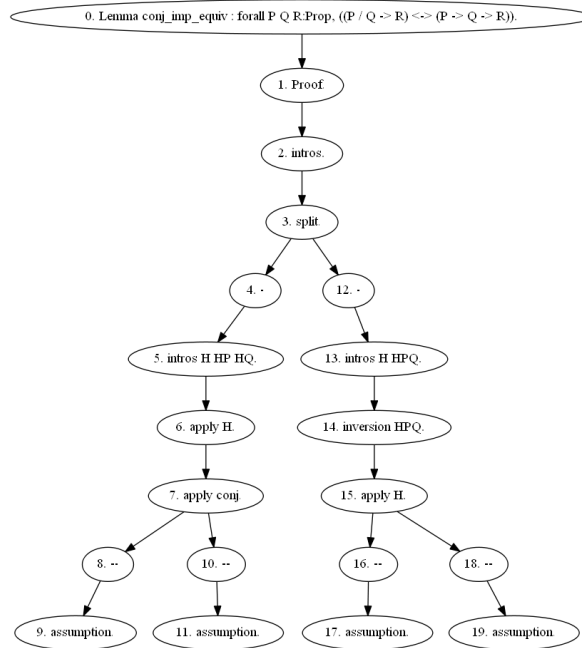 0. Lemma conj_imp_equiv : forall P Q R:Prop, ((P / Q -> R) <-> (P -> Q -> R)).
1. Proof.
2. intros.
3. split.
4. -
12. -
5. intros H HP HQ.
13. intros H HPQ.
6. apply H.
14. inversion HPQ.
7. apply conj.
15. apply H.
8. --
10. --
16. --
18. --
9. assumption.
11. assumption.
17. assumption.
19. assumption.